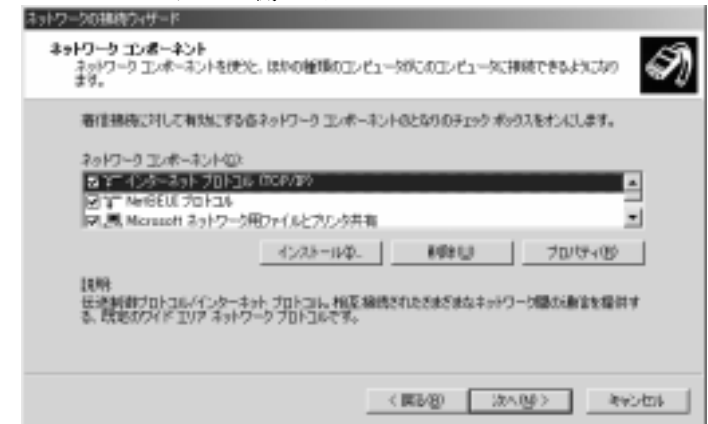 ネットワークの接続ウィザード
ネットワーク コンポーネント
ネットワーク コンポーネントを使うと、ほかの種類のコンピュータがこのコンピュータに接続できるようになり
ます。
着信接続に対して有効にする各ネットワーク コンポーネントのとなりのチェック ボックスをオンにします。
ネットワーク コンポーネント(C):
インターネット プロトコル (TCP/IP)
NetBEUI プロトコル
Microsoft ネットワーク用ファイルとプリンタ共有
インストール(I)...
削除(U)
プロパティ(R)
説明
伝送制御プロトコル/インターネット プロトコル。相互接続されたさまざまなネットワーク間の通信を提供す
る、既定のワイド エリア ネットワーク プロトコルです。
< 戻る(B)
次へ(N) >
キャンセル